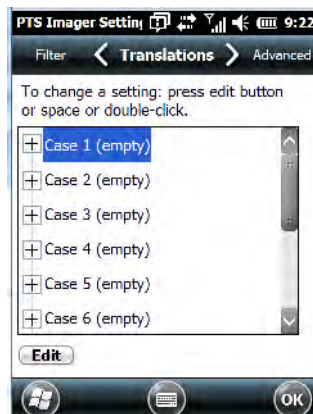 PTS Imager Setting 9:22
Filter Translations Advanced
To change a setting: press edit button
or space or double-click.
Case 1 (empty)
Case 2 (empty)
Case 3 (empty)
Case 4 (empty)
Case 5 (empty)
Case 6 (empty)
Edit
OK